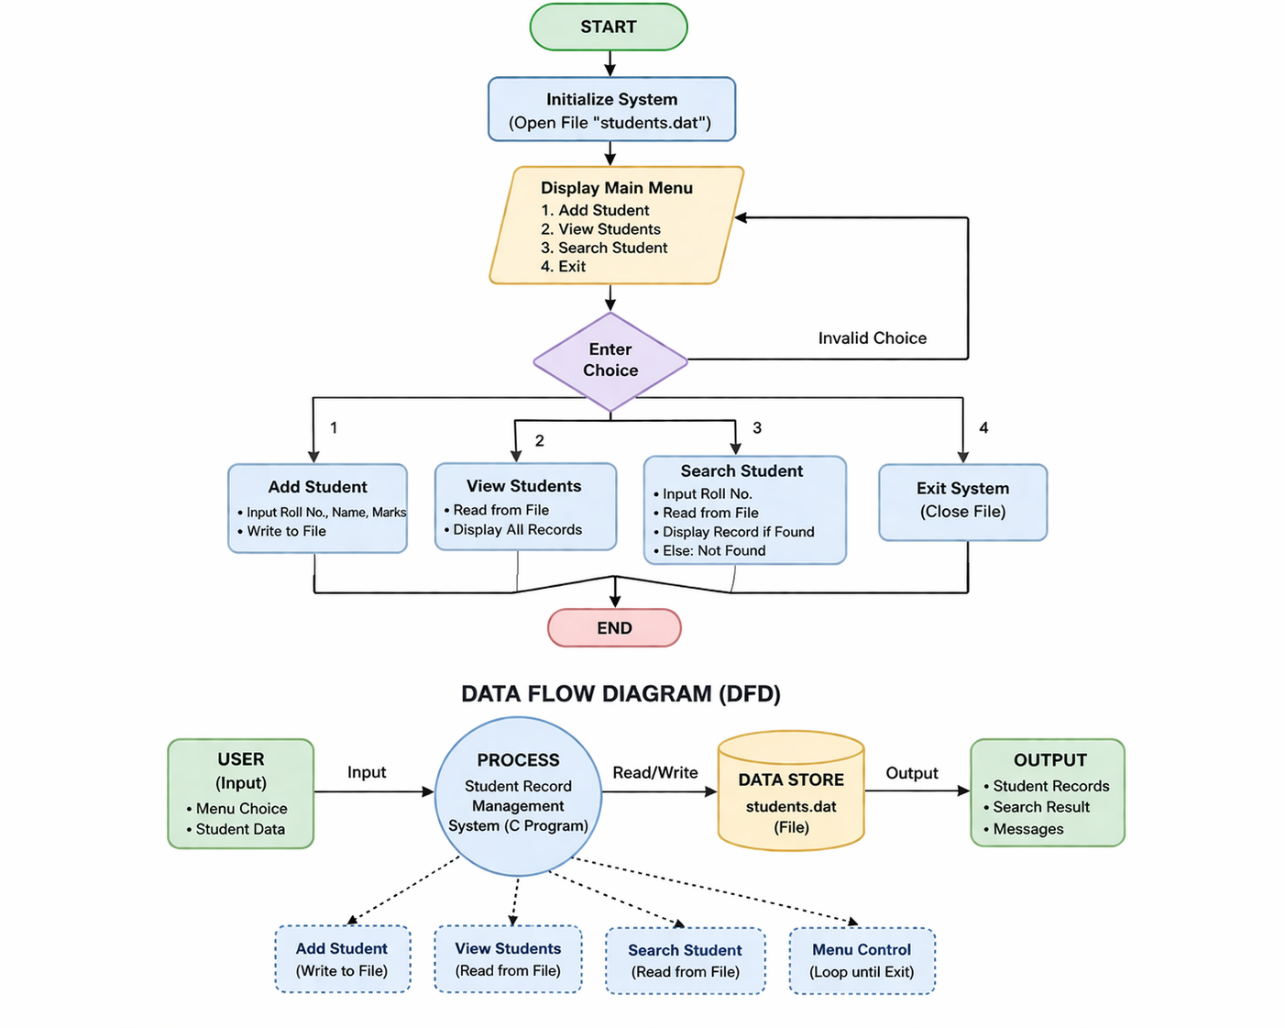 START
Initialize System
(Open File "students.dat")
Display Main Menu
1. Add Student
2. View Students
3. Search Student
4. Exit
Enter
Choice
Invalid Choice
1
2
3
4
Add Student
• Input Roll No., Name, Marks
• Write to File
View Students
• Read from File
• Display All Records
Search Student
• Input Roll No.
• Read from File
• Display Record if Found
• Else: Not Found
Exit System
(Close File)
END
DATA FLOW DIAGRAM (DFD)
USER
(Input)
• Menu Choice
• Student Data
Input
PROCESS
Student Record
Management
System (C Program)
Read/Write
DATA STORE
students.dat
(File)
Output
OUTPUT
• Student Records
• Search Result
• Messages
Add Student
(Write to File)
View Students
(Read from File)
Search Student
(Read from File)
Menu Control
(Loop until Exit)